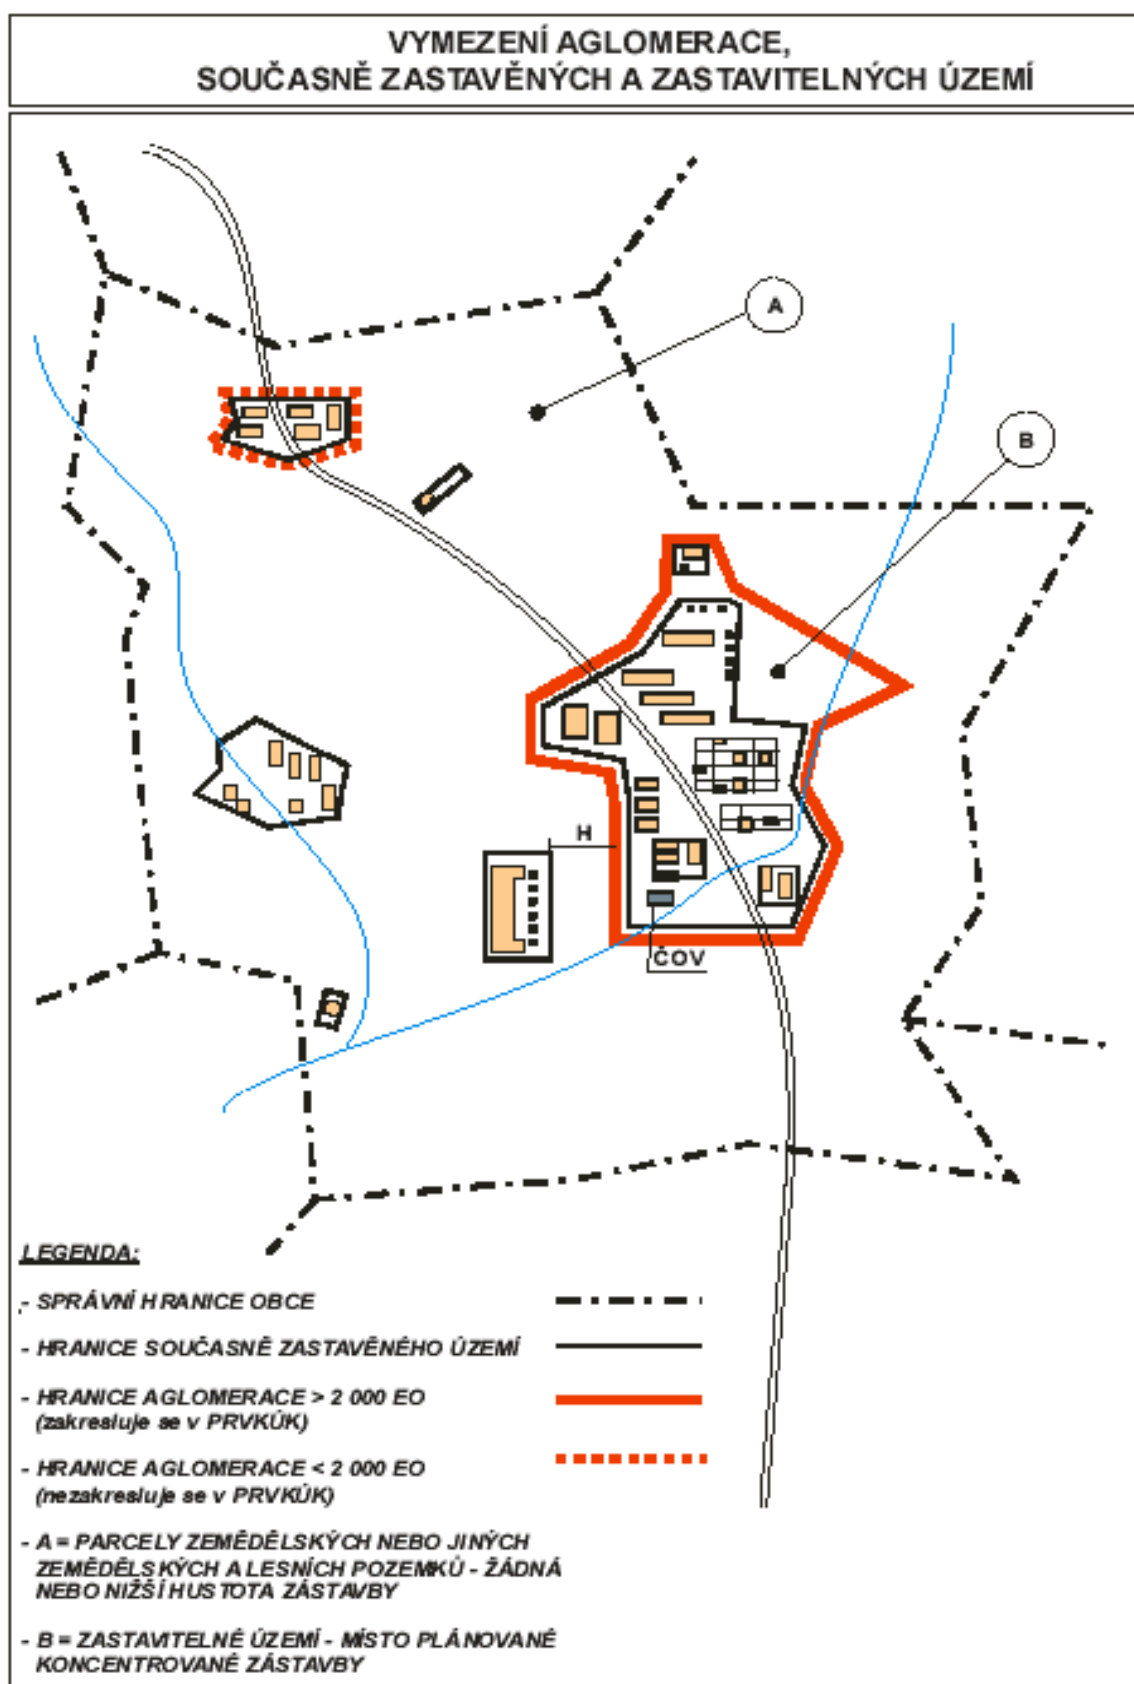 VYMEZENÍ AGLOMERACE,
SOUČASNĚ ZASTAVĚNÝCH A ZASTAVITELNÝCH ÚZEMÍ
A
B
H
ČOV
LEGENDA:
- SPRÁVNÍ HRANICE OBCE
- HRANICE SOUČASNĚ ZASTAVĚNÉHO ÚZEMÍ
- HRANICE AGLOMERACE > 2 000 EO
(zakresluje se v PRVKÚK)
- HRANICE AGLOMERACE < 2 000 EO
(nezakresluje se v PRVKÚK)
- A = PARCELY ZEMĚDĚLSKÝCH NEBO JINÝCH
ZEMĚDĚLSKÝCH A LESNÍCH POZEMKŮ - ŽÁDNÁ
NEBO NIŽŠÍ HUSTOTA ZÁSTAVBY
- B = ZASTAVITELNÉ ÚZEMÍ - MÍSTO PLÁNOVANÉ
KONCENTROVANÉ ZÁSTAVBY